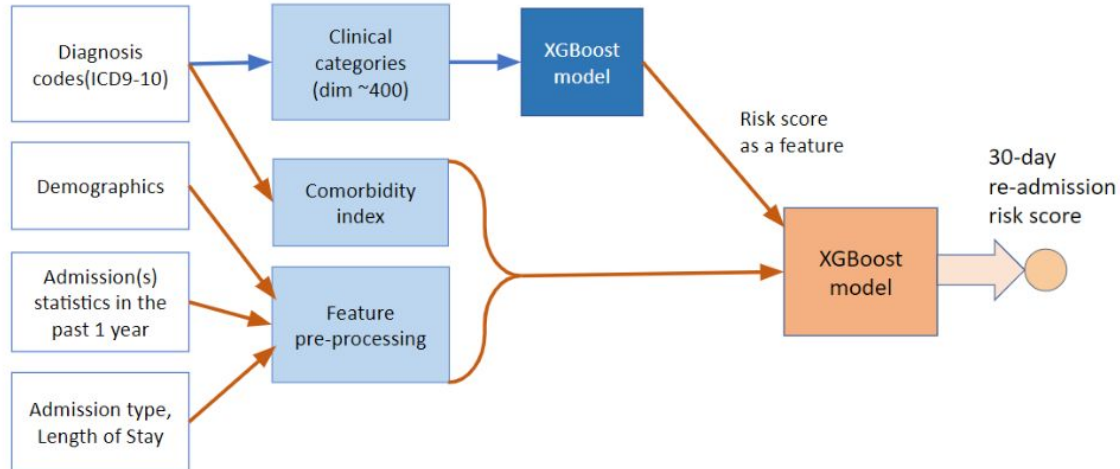 Diagnosis
codes(ICD9-10)
Clinical
categories
(dim ~400)
XGBoost
model
Risk score
as a feature
Demographics
Comorbidity
index
30-day
re-admission
risk score
XGBoost
model
Admission(s)
statistics in the
past 1 year
Feature
pre-processing
Admission type,
Length of Stay